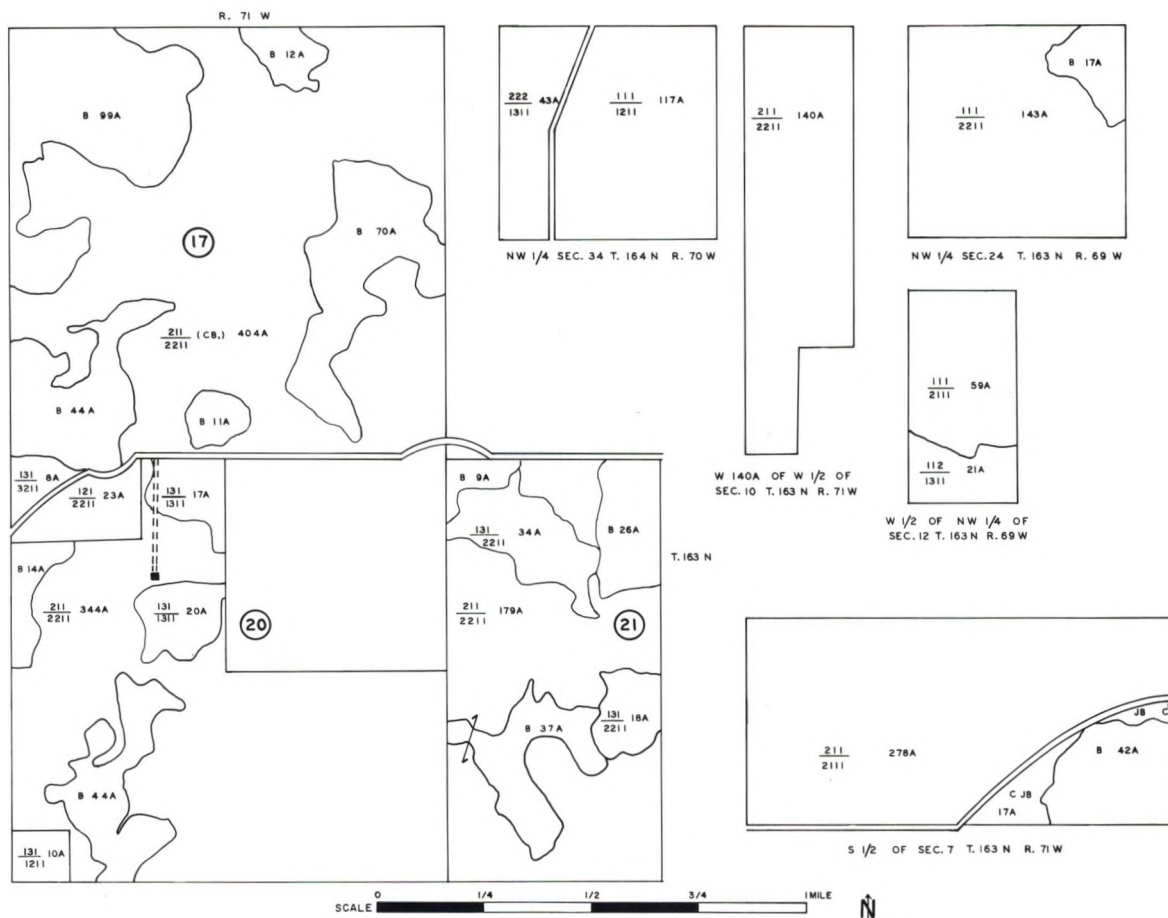 R. 71 W
B 12A
B 99A
17
B 70A
211
2211
(CB,) 404A
B 44A
B 11A
131
3211
8A
121
2211
23A
131
1311
17A
B 14A
211
2211
344A
131
1311
20A
20
B 44A
131
1211
10A
B 9A
131
2211
34A
B 26A
T. 163 N
211
2211
179A
21
B 37A
131
2211
18A
222
1311
43A
111
1211
117A
NW 1/4 SEC. 34 T. 164 N R. 70 W
211
2211
140A
W 140A OF W 1/2 OF
SEC. 10 T. 163 N R. 71 W
B 17A
111
2211
143A
NW 1/4 SEC. 24 T. 163 N R. 69 W
111
2111
59A
112
1311
21A
W 1/2 OF NW 1/4 OF
SEC. 12 T. 163 N R. 69 W
211
2111
278A
JB C
B 42A
C JB
17A
S 1/2 OF SEC. 7 T. 163 N R. 71 W
SCALE
0 1/4 1/2 3/4 1 MILE
N